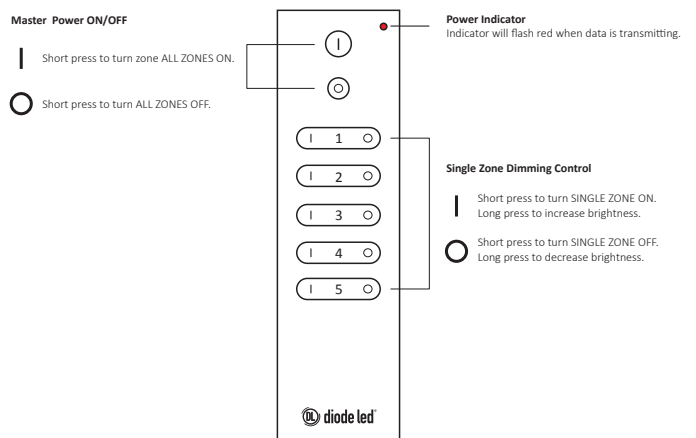 Master Power ON/OFF
Short press to turn zone ALL ZONES ON.
Short press to turn ALL ZONES OFF.
Power Indicator
Indicator will flash red when data is transmitting.
I 1 O
I 2 O
I 3 O
I 4 O
I 5 O
Single Zone Dimming Control
Short press to turn SINGLE ZONE ON.
Long press to increase brightness.
Short press to turn SINGLE ZONE OFF.
Long press to decrease brightness.
DL diode led